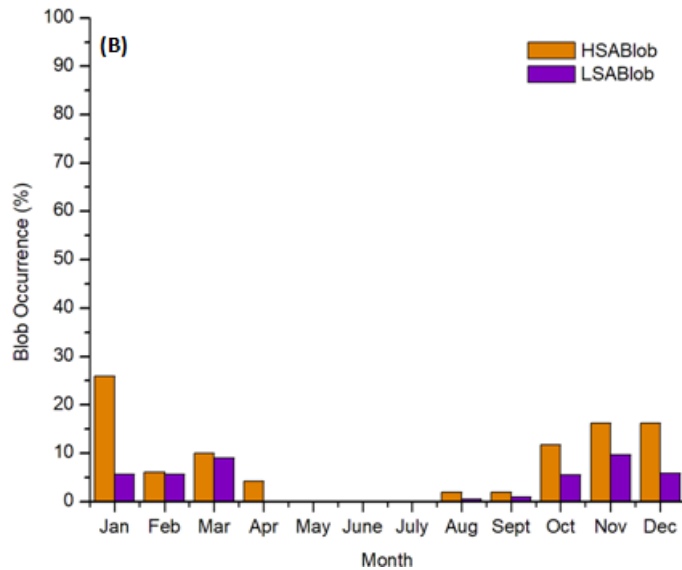 (B)
HSABlob
LSABlob
Blob Occurrence (%)
100
90
80
70
60
50
40
30
20
10
0
Jan Feb Mar Apr May June July Aug Sept Oct Nov Dec
Month